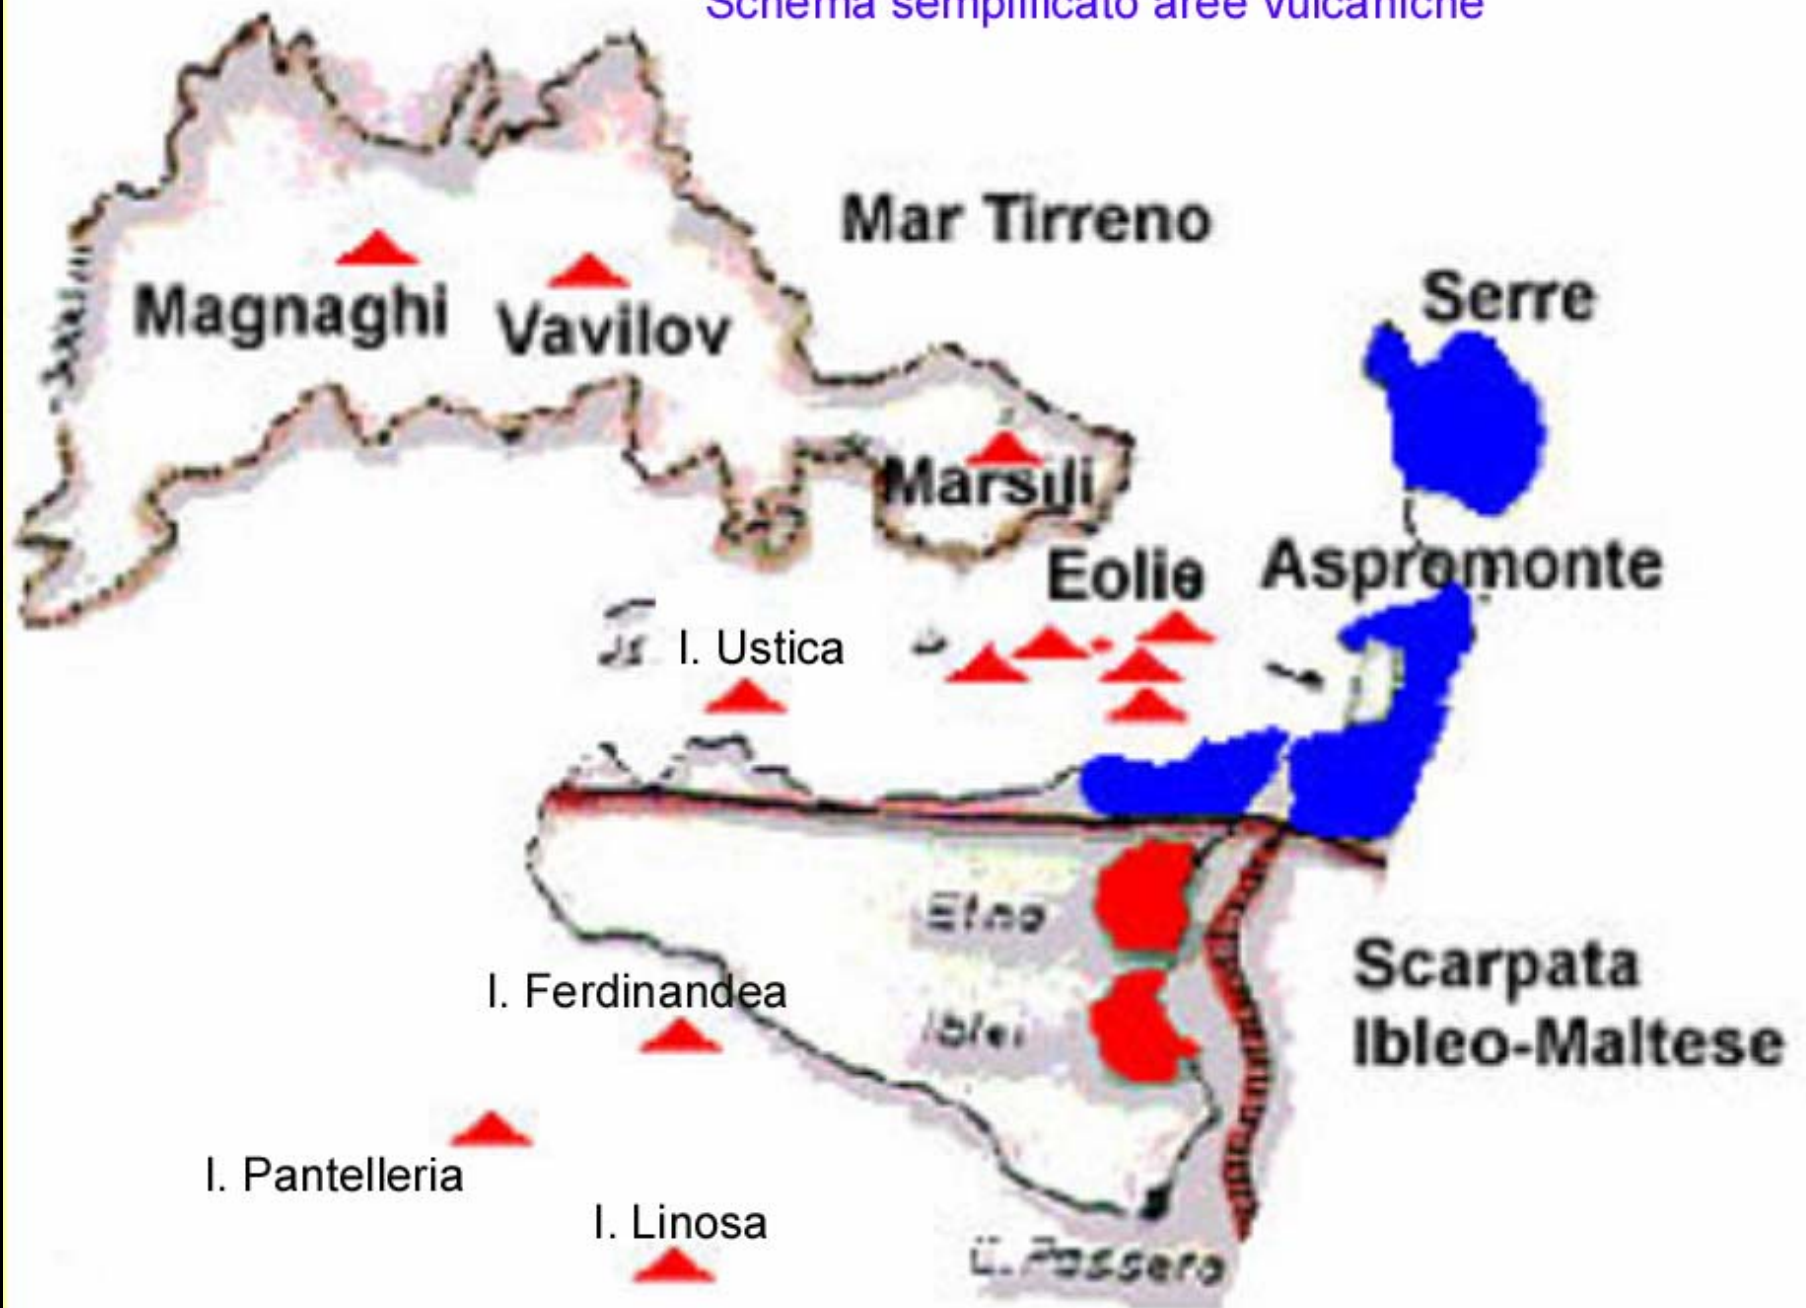 Schema semplificato aree vulcaniche
Mar Tirreno
Serre
Magnaghi
Vavilov
Marsili
Eolie
Aspromonte
I. Ustica
Etna
Scarpata
Ibleo-Maltese
I. Ferdinandea
Iblei
I. Pantelleria
I. Linosa
C. Passero